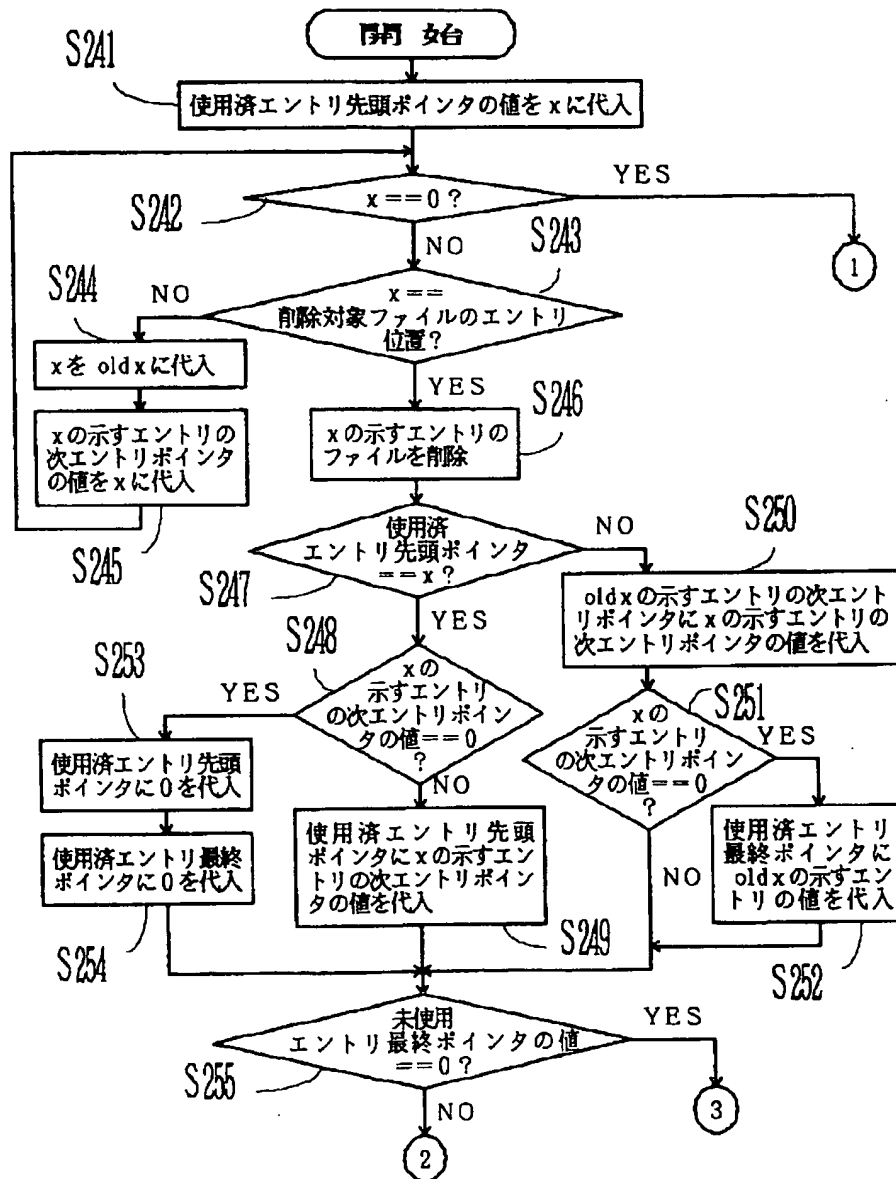 開始
S241
使用済エントリ先頭ポインタの値をxに代入
x==0?
YES
S242
NO
S243
1
S244
NO
x==
削除対象ファイルのエントリ
位置?
xをoldxに代入
YES
S246
xの示すエントリの
次エントリポインタ
の値をxに代入
xの示すエントリの
ファイルを削除
S245
使用済
エントリ先頭ポインタ
==x?
NO
S250
S247
YES
oldxの示すエントリの次エント
リポインタにxの示すエントリの
次エントリポインタの値を代入
S248
S253
YES
xの
示すエントリ
の次エントリポイン
タの値==0
?
S251
xの
示すエントリ
の次エントリポイン
タの値==0
?
YES
使用済エントリ先頭
ポインタに0を代入
NO
使用済エントリ最終
ポインタに0を代入
使用済エントリ先頭
ポインタにxの示すエント
リの次エントリポイン
タの値を代入
NO
使用済エントリ
最終ポインタに
oldxの示すエン
トリの値を代入
S254
S249
S252
未使用
エントリ最終ポインタの値
==0?
YES
S255
NO
3
2